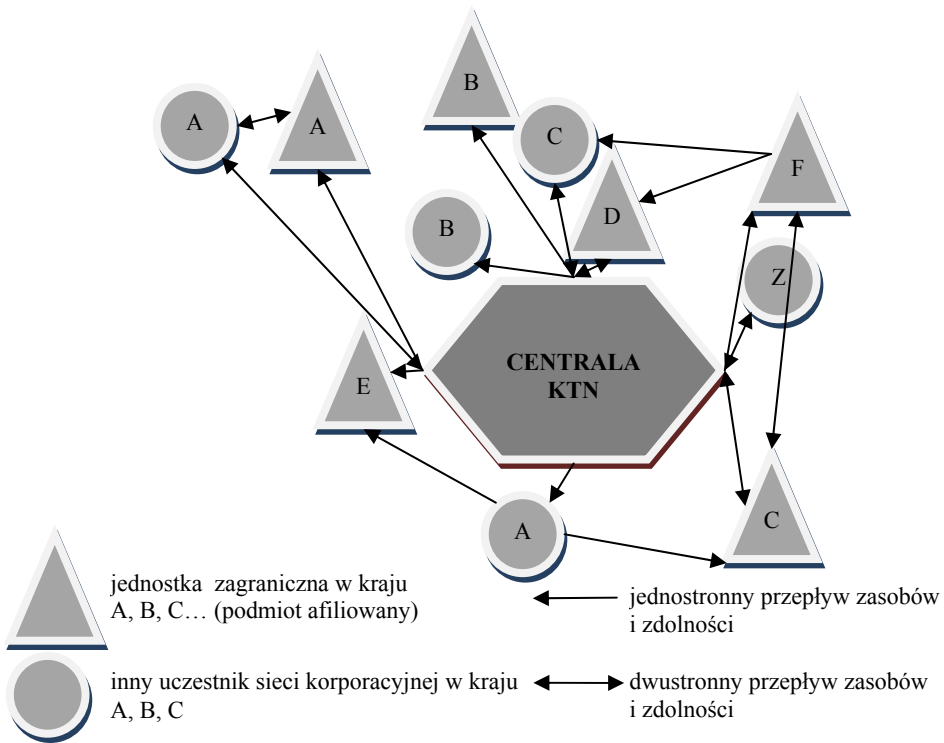 B
A
A
C
F
D
B
Z
CENTRALA
KTN
E
A
C
jednostka zagraniczna w kraju
A, B, C… (podmiot afiliowany)
jednostronny przepływ zasobów
i zdolności
inny uczestnik sieci korporacyjnej w kraju
A, B, C
dwustronny przepływ zasobów
i zdolności